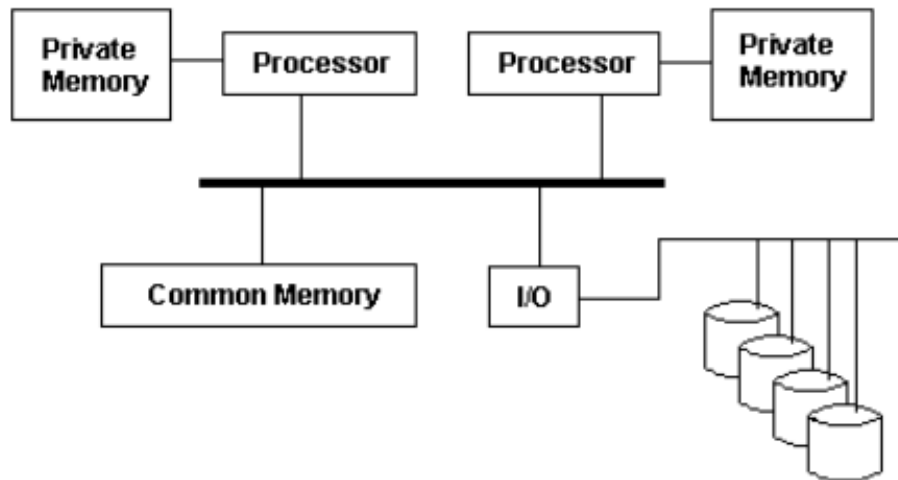 Private
Memory
Processor
Processor
Private
Memory
Common Memory
I/O